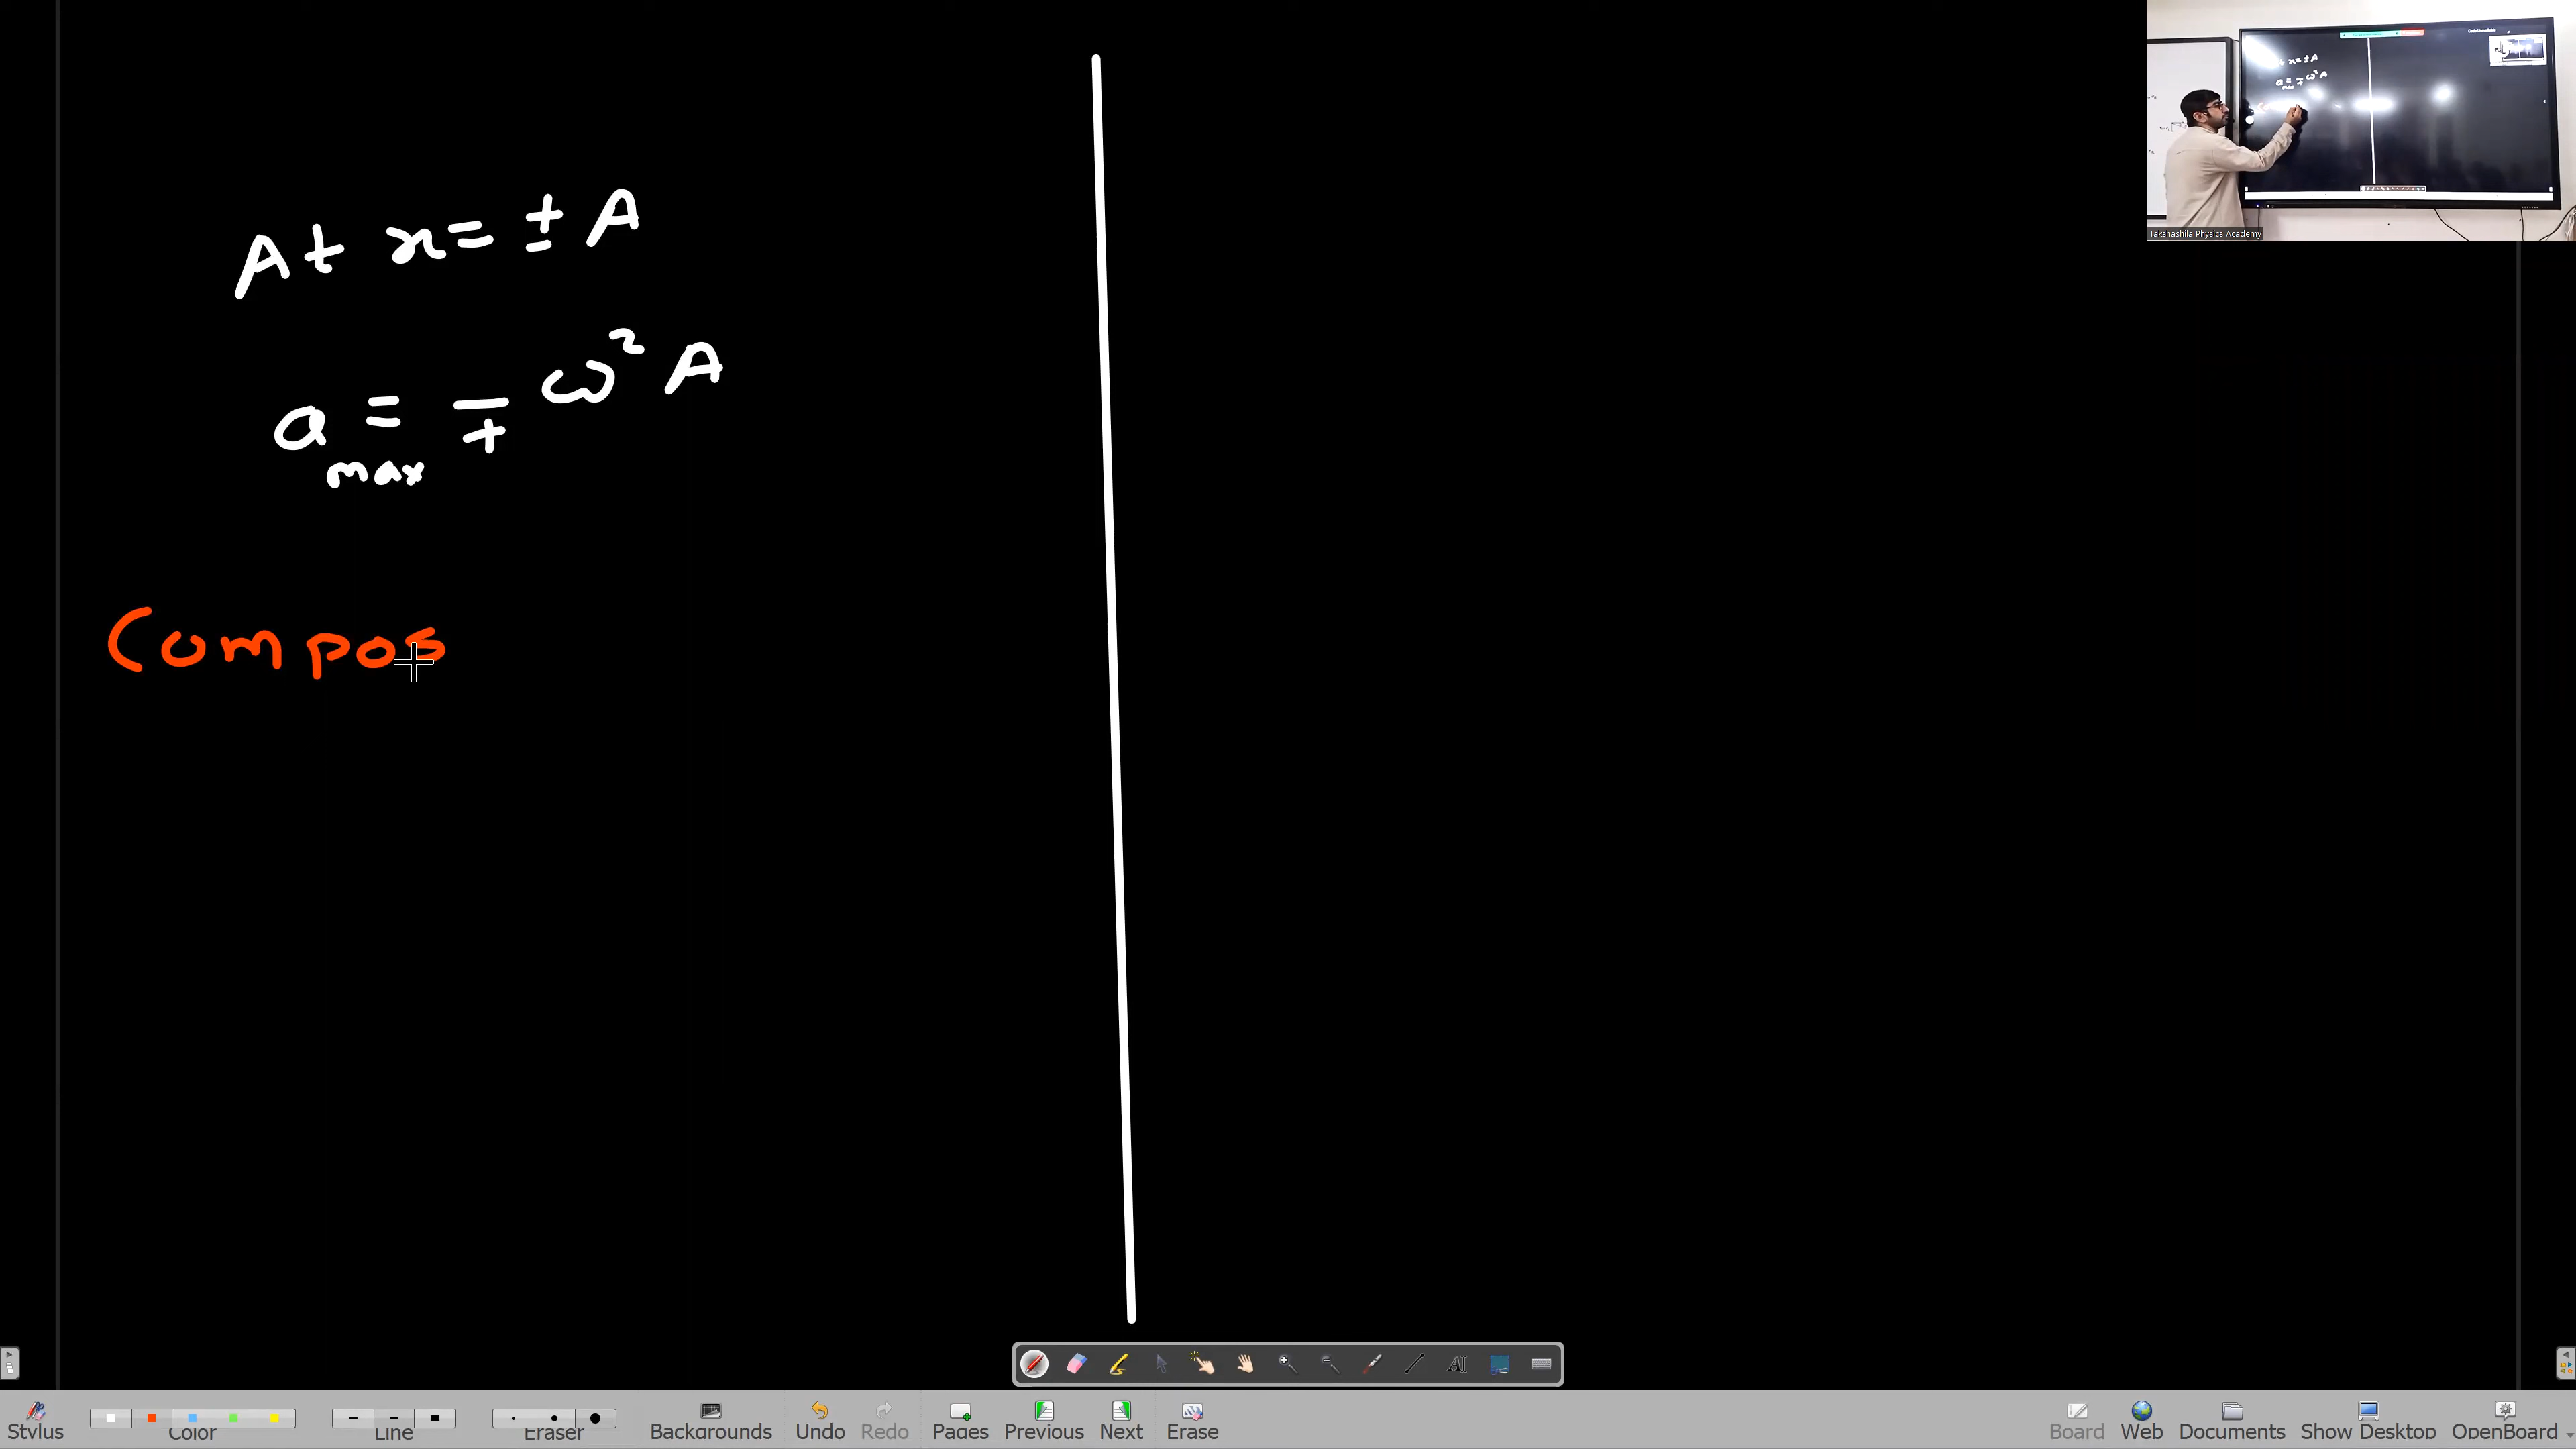 At x = ± A
a max = ∓ ω² A
Compos
Takshashila Physics Academy
Stylus
Color
Line
Eraser
Backgrounds
Undo
Redo
Pages
Previous
Next
Erase
Board
Web
Documents
Show Desktop
OpenBoard